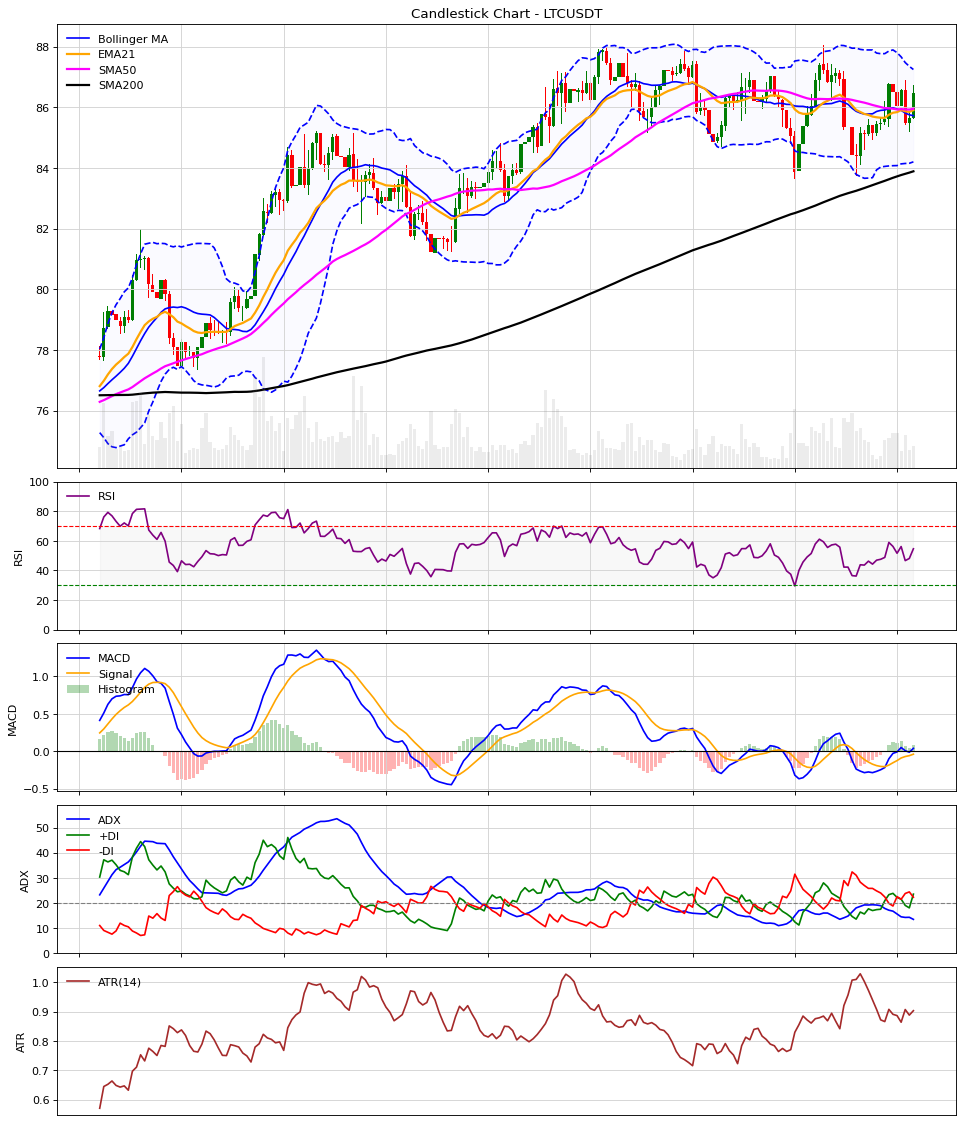 Candlestick Chart - LTCUSDT
Bollinger MA
EMA21
SMA50
SMA200
88
86
84
82
80
78
76
RSI
100
80
60
40
20
0
RSI
MACD
Signal
Histogram
1.0
0.5
0.0
−0.5
MACD
ADX
+DI
-DI
50
40
30
20
10
0
ADX
ATR(14)
1.0
0.9
0.8
0.7
0.6
ATR